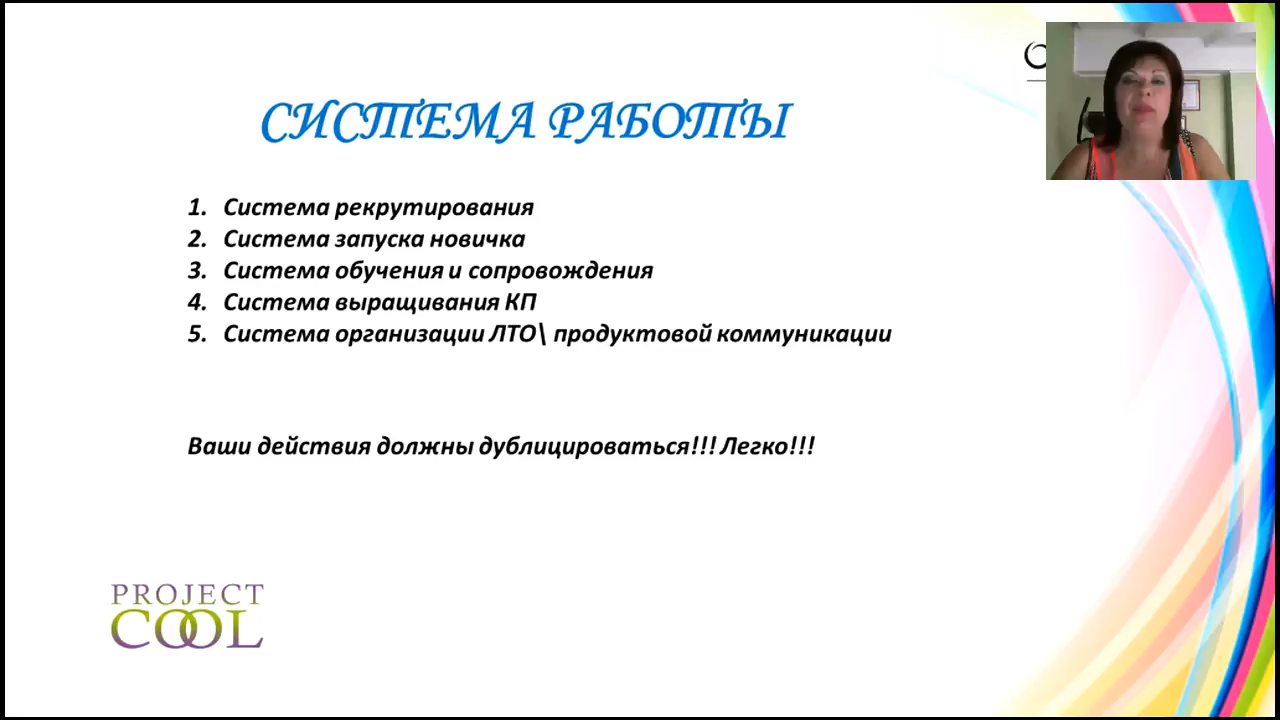 СИСТЕМА РАБОТЫ
1. Система рекрутирования
2. Система запуска новичка
3. Система обучения и сопровождения
4. Система выращивания КП
5. Система организации ЛТО\ продуктовой коммуникации
Ваши действия должны дублицироваться!!! Легко!!!
PROJECT
COOL